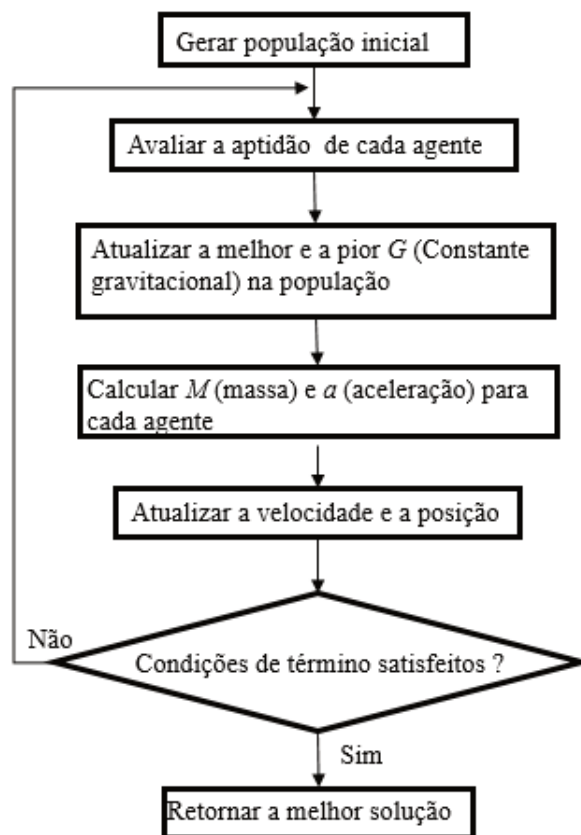 Gerar população inicial
Avaliar a aptidão de cada agente
Atualizar a melhor e a pior G (Constante
gravitacional) na população
Calcular M (massa) e a (aceleração) para
cada agente
Atualizar a velocidade e a posição
Não
Condições de término satisfeitos ?
Sim
Retornar a melhor solução